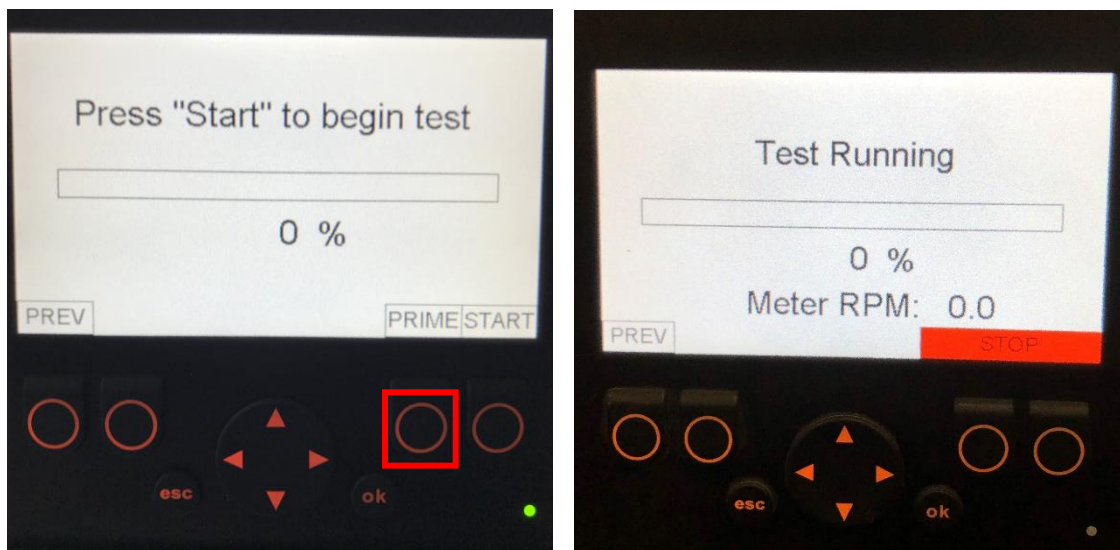 Press "Start" to begin test
0 %
PREV PRIME START
esc ok
Test Running
0 %
Meter RPM: 0.0
PREV STOP
esc ok